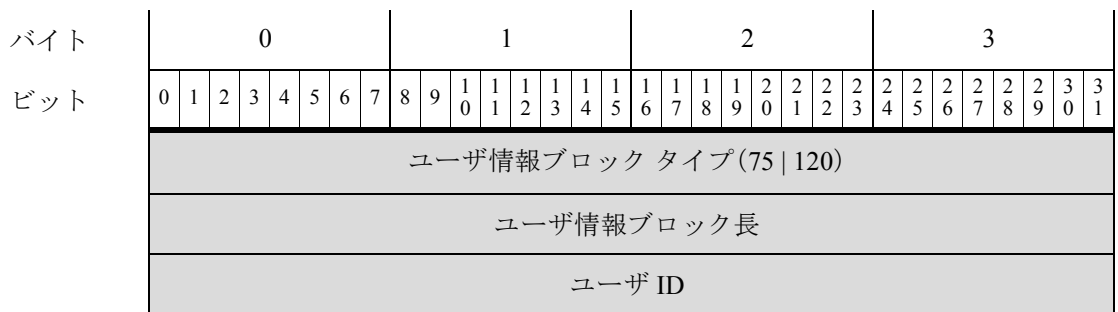 バイト 0 1 2 3
ビット 0 1 2 3 4 5 6 7 8 9 10 11 12 13 14 15 16 17 18 19 20 21 22 23 24 25 26 27 28 29 30 31
ユーザ情報ブロック タイプ(75 | 120)
ユーザ情報ブロック長
ユーザ ID